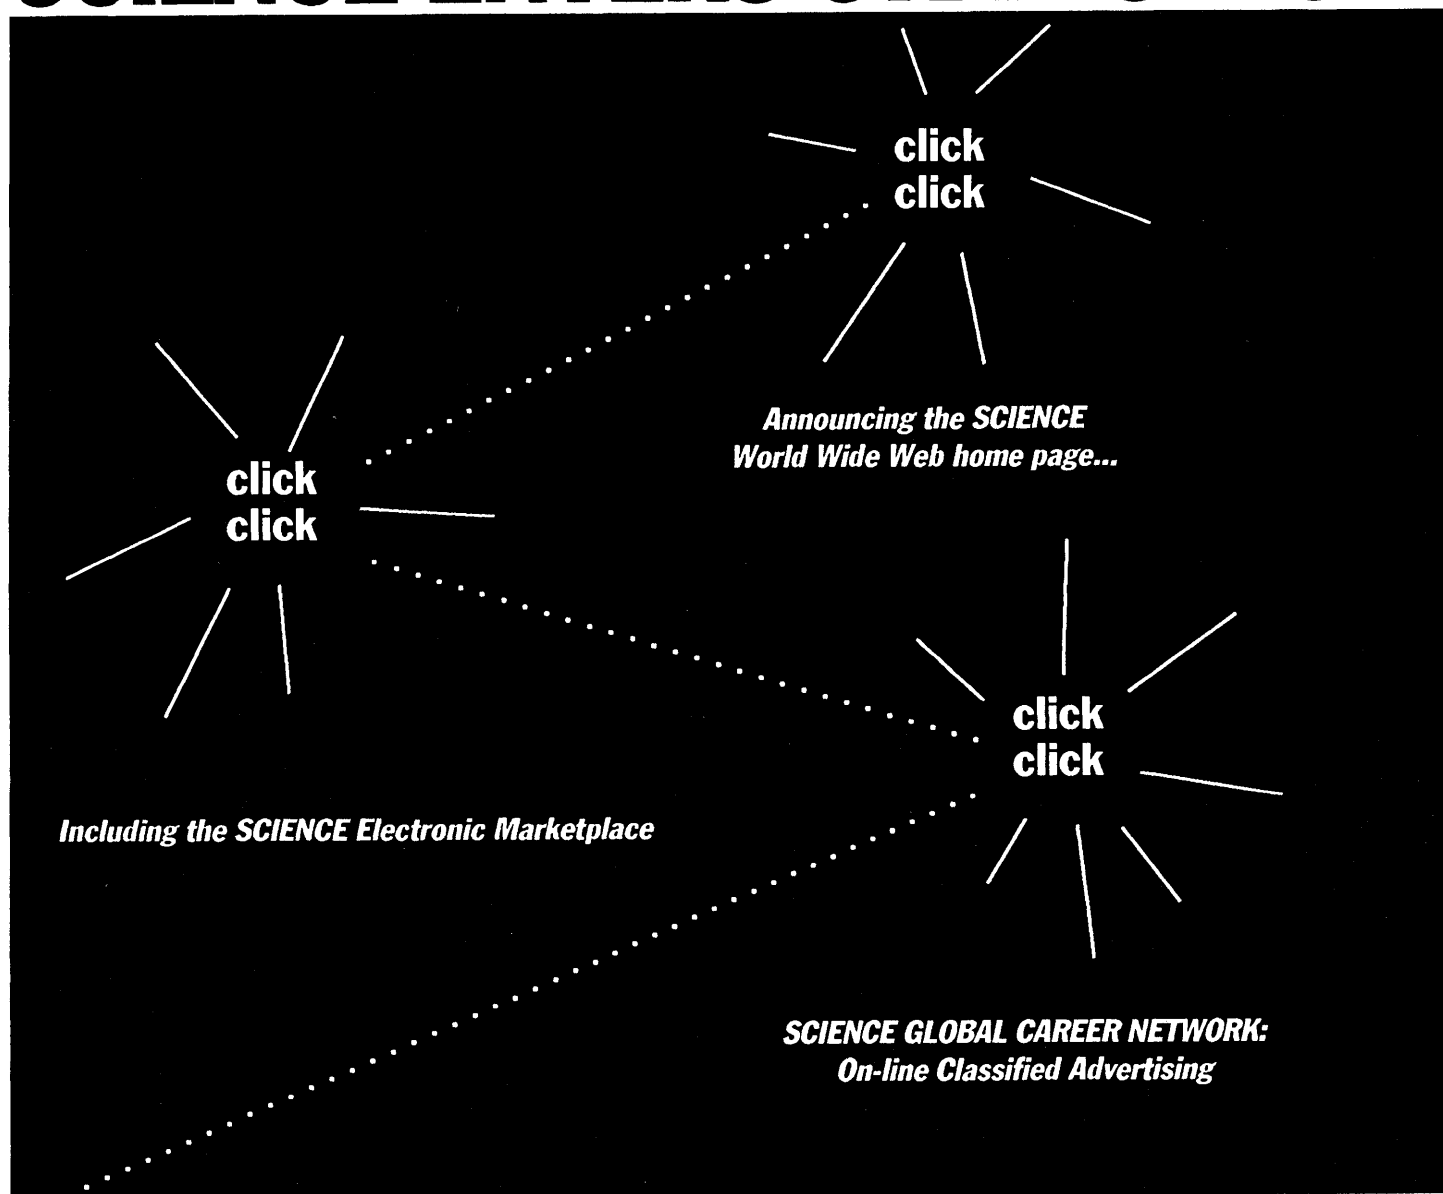 click
click
Announcing the SCIENCE
World Wide Web home page...
click
click
click
click
Including the SCIENCE Electronic Marketplace
SCIENCE GLOBAL CAREER NETWORK:
On-line Classified Advertising